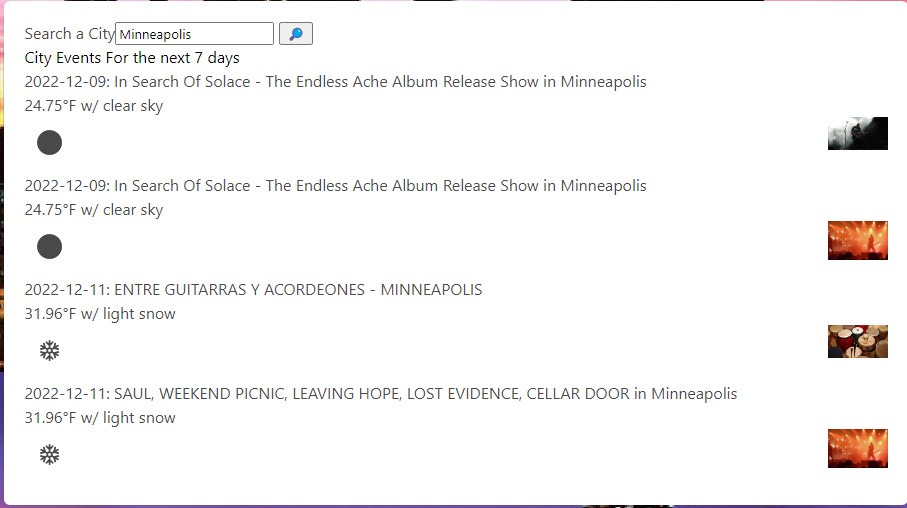 Search a City Minneapolis
City Events For the next 7 days
2022-12-09: In Search Of Solace - The Endless Ache Album Release Show in Minneapolis
24.75°F w/ clear sky
2022-12-09: In Search Of Solace - The Endless Ache Album Release Show in Minneapolis
24.75°F w/ clear sky
2022-12-11: ENTRE GUITARRAS Y ACORDEONES - MINNEAPOLIS
31.96°F w/ light snow
2022-12-11: SAUL, WEEKEND PICNIC, LEAVING HOPE, LOST EVIDENCE, CELLAR DOOR in Minneapolis
31.96°F w/ light snow